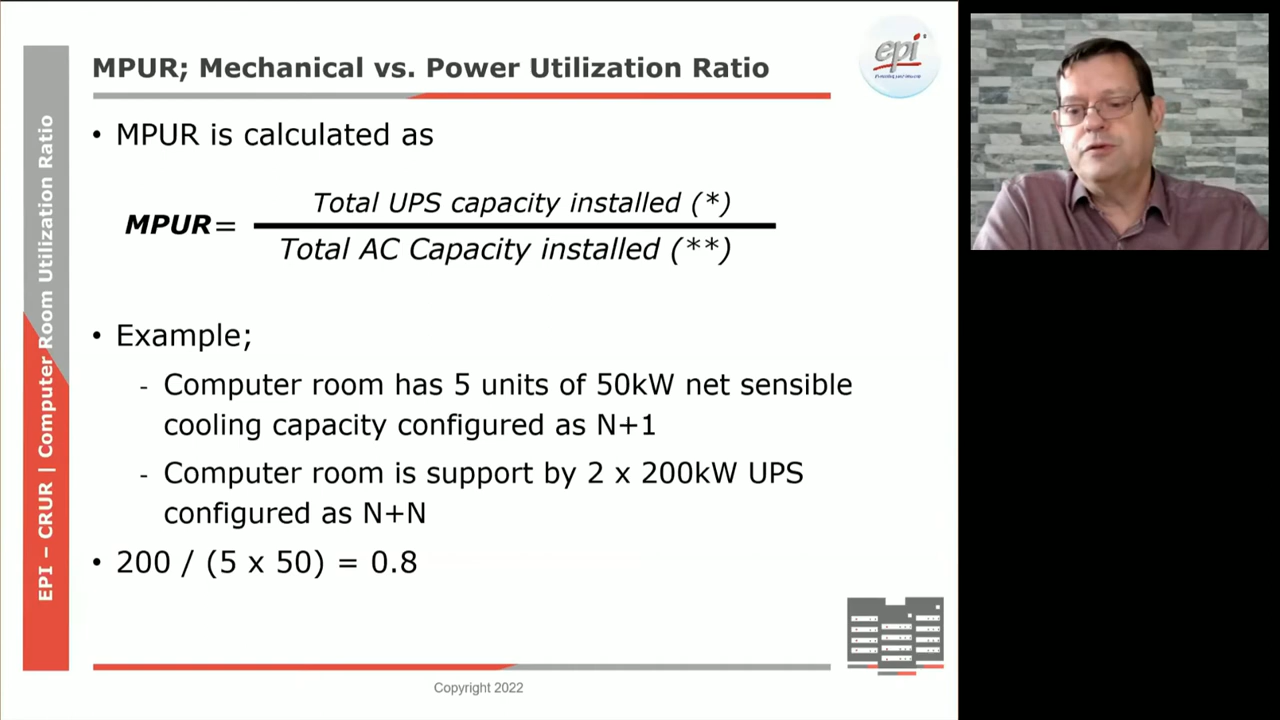 MPUR; Mechanical vs. Power Utilization Ratio
epi
EPI – CRUR | Computer Room Utilization Ratio
• MPUR is calculated as
MPUR= Total UPS capacity installed (*)
Total AC Capacity installed (**)
• Example;
- Computer room has 5 units of 50kW net sensible
cooling capacity configured as N+1
- Computer room is support by 2 x 200kW UPS
configured as N+N
• 200 / (5 x 50) = 0.8
Copyright 2022